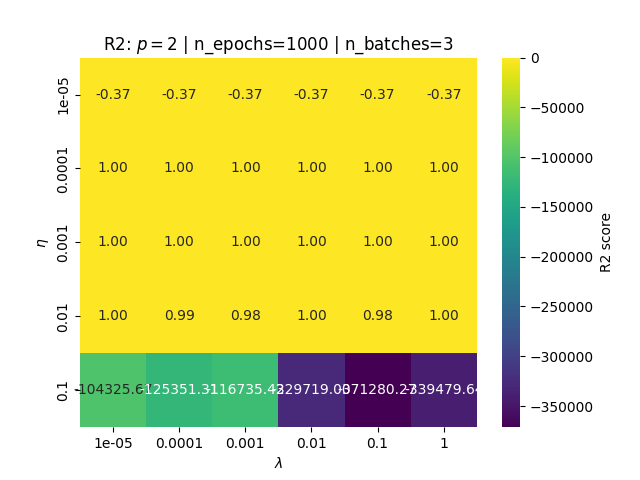 R2: p = 2 | n_epochs=1000 | n_batches=3
1e-05 -0.37 -0.37 -0.37 -0.37 -0.37 -0.37
0.0001 1.00 1.00 1.00 1.00 1.00 1.00
0.001 1.00 1.00 1.00 1.00 1.00 1.00
0.01 1.00 0.99 0.98 1.00 0.98 1.00
0.1
1e-05 0.0001 0.001 0.01 0.1 1
λ
η
0
−50000
−100000
−150000
−200000
−250000
−300000
−350000
R2 score